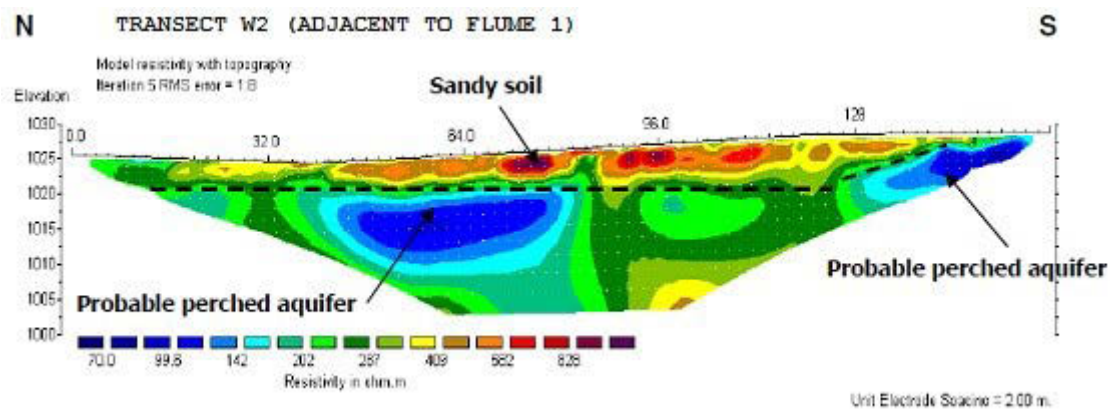 N TRANSECT W2 (ADJACENT TO FLUME 1) S
Model resistivity with topography
Iteration 5 RMS error = 1.8
Elevation
Sandy soil
1030
0.0 32.0 64.0 96.0 128
1025
1020
1015
1010
Probable perched aquifer
Probable perched aquifer
1005
1000
70.0 99.6 142 202 287 409 582 828
Resistivity in ohm.m
Unit Electrode Spacing = 2.00 m.